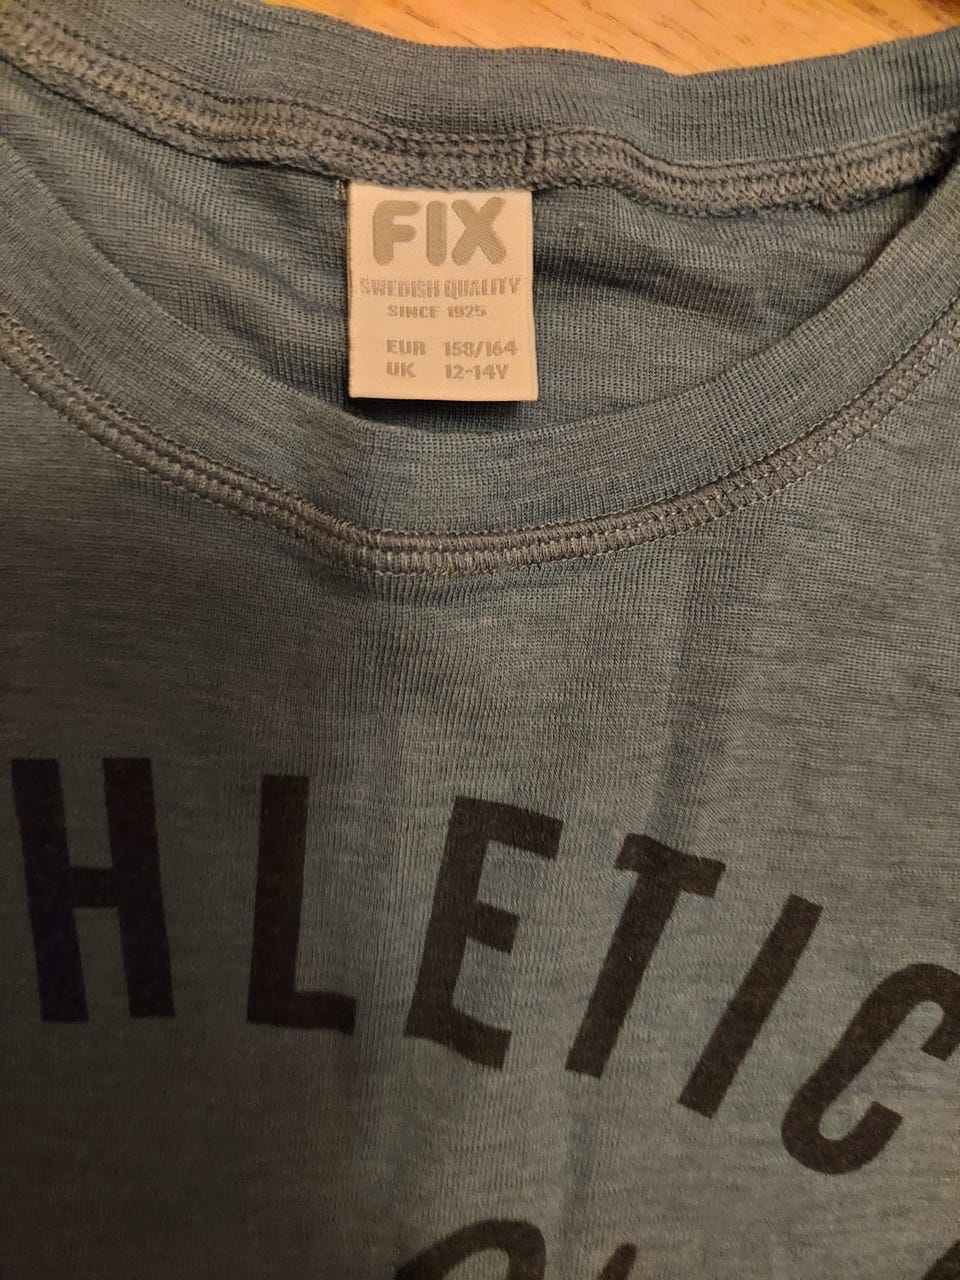 FIX
SWEDISH QUALITY
SINCE 1925
EUR 158/164
UK 12-14Y
HLETIC